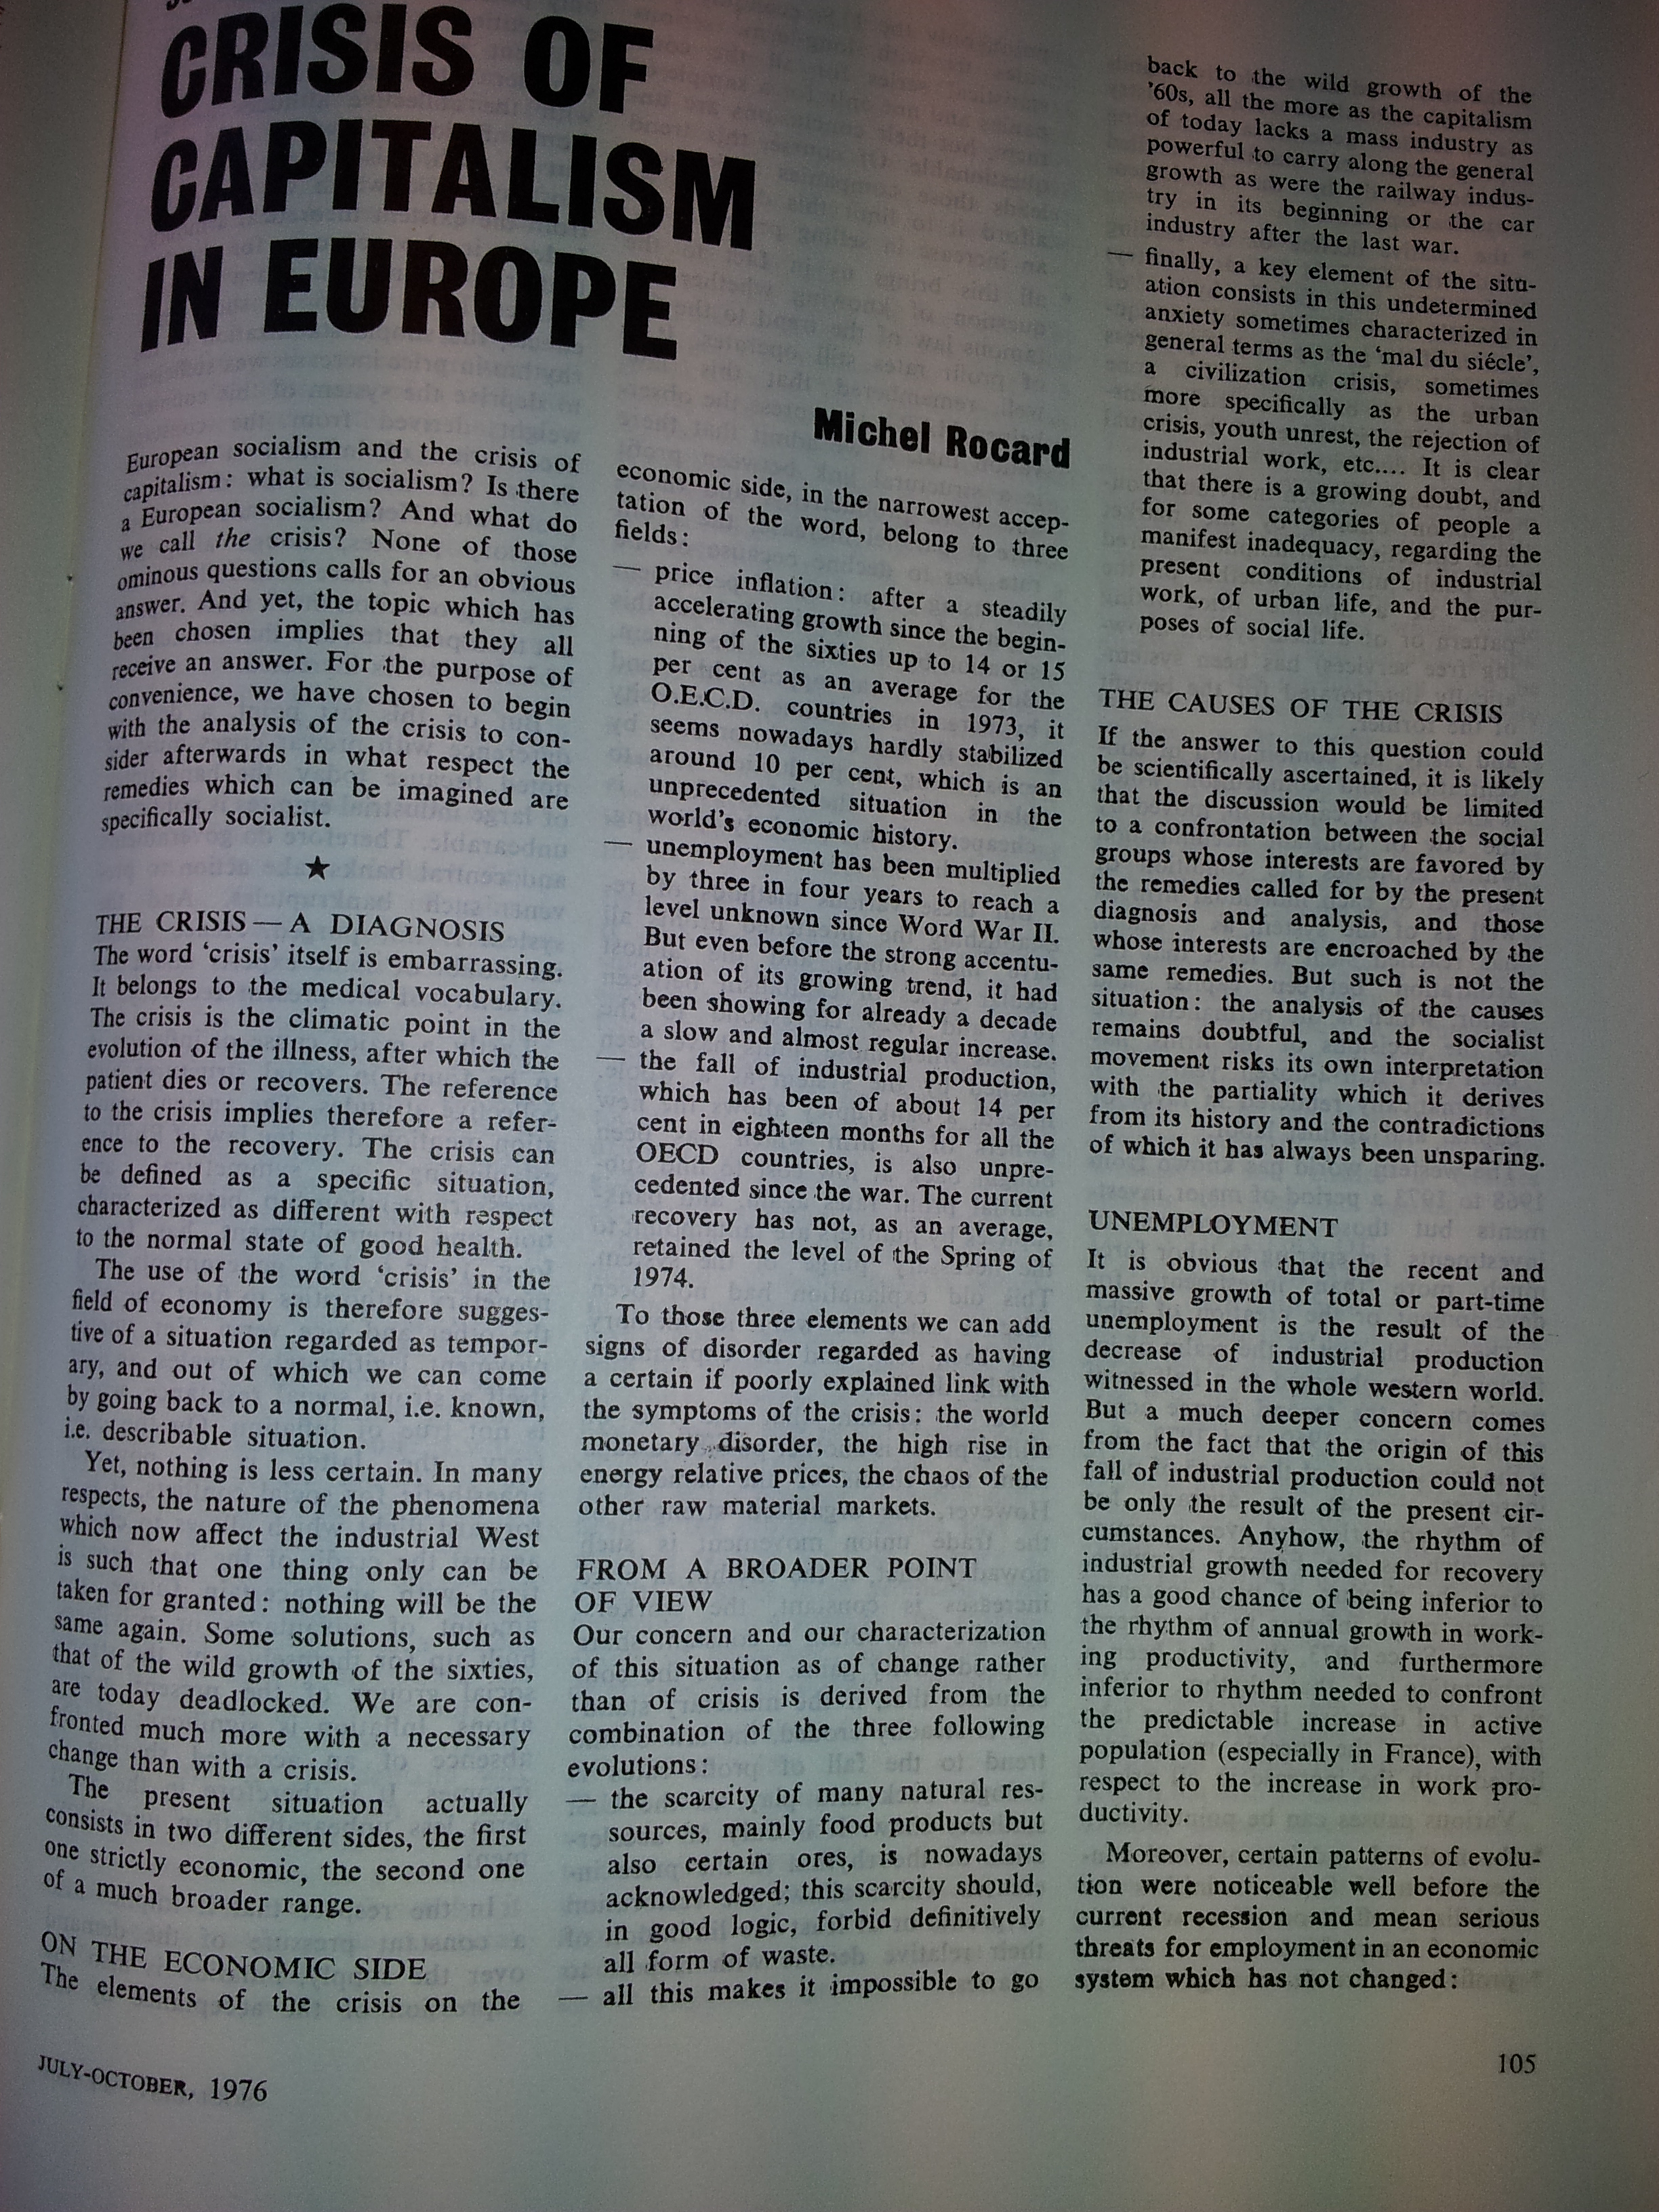 CRISIS OF
CAPITALISM
IN EUROPE
Michel Rocard
European socialism and the crisis of
capitalism: what is socialism? Is there
a European socialism? And what do
we call the crisis? None of those
ominous questions calls for an obvious
answer. And yet, the topic which has
been chosen implies that they all
receive an answer. For the purpose of
convenience, we have chosen to begin
with the analysis of the crisis to con-
sider afterwards in what respect the
remedies which can be imagined are
specifically socialist.
★
THE CRISIS — A DIAGNOSIS
The word 'crisis' itself is embarrassing.
It belongs to the medical vocabulary.
The crisis is the climatic point in the
evolution of the illness, after which the
patient dies or recovers. The reference
to the crisis implies therefore a refer-
ence to the recovery. The crisis can
be defined as a specific situation,
characterized as different with respect
to the normal state of good health.
The use of the word 'crisis' in the
field of economy is therefore sugges-
tive of a situation regarded as tempor-
ary, and out of which we can come
by going back to a normal, i.e. known,
i.e. describable situation.
Yet, nothing is less certain. In many
respects, the nature of the phenomena
which now affect the industrial West
is such that one thing only can be
taken for granted: nothing will be the
same again. Some solutions, such as
that of the wild growth of the sixties,
are today deadlocked. We are con-
fronted much more with a necessary
change than with a crisis.
The present situation actually
consists in two different sides, the first
one strictly economic, the second one
of a much broader range.
ON THE ECONOMIC SIDE
The elements of the crisis on the
economic side, in the narrowest accep-
tation of the word, belong to three
fields:
— price inflation: after a steadily
accelerating growth since the begin-
ning of the sixties up to 14 or 15
per cent as an average for the
O.E.C.D. countries in 1973, it
seems nowadays hardly stabilized
around 10 per cent, which is an
unprecedented situation in the
world's economic history.
— unemployment has been multiplied
by three in four years to reach a
level unknown since Word War II.
But even before the strong accentu-
ation of its growing trend, it had
been showing for already a decade
a slow and almost regular increase.
— the fall of industrial production,
which has been of about 14 per
cent in eighteen months for all the
OECD countries, is also unpre-
cedented since the war. The current
recovery has not, as an average,
retained the level of the Spring of
1974.
To those three elements we can add
signs of disorder regarded as having
a certain if poorly explained link with
the symptoms of the crisis: the world
monetary disorder, the high rise in
energy relative prices, the chaos of the
other raw material markets.
FROM A BROADER POINT
OF VIEW
Our concern and our characterization
of this situation as of change rather
than of crisis is derived from the
combination of the three following
evolutions:
— the scarcity of many natural res-
sources, mainly food products but
also certain ores, is nowadays
acknowledged; this scarcity should,
in good logic, forbid definitively
all form of waste.
— all this makes it impossible to go
back to the wild growth of the
'60s, all the more as the capitalism
of today lacks a mass industry as
powerful to carry along the general
growth as were the railway indus-
try in its beginning or the car
industry after the last war.
— finally, a key element of the situ-
ation consists in this undetermined
anxiety sometimes characterized in
general terms as the 'mal du siécle',
a civilization crisis, sometimes
more specifically as the urban
crisis, youth unrest, the rejection of
industrial work, etc.... It is clear
that there is a growing doubt, and
for some categories of people a
manifest inadequacy, regarding the
present conditions of industrial
work, of urban life, and the pur-
poses of social life.
THE CAUSES OF THE CRISIS
If the answer to this question could
be scientifically ascertained, it is likely
that the discussion would be limited
to a confrontation between the social
groups whose interests are favored by
the remedies called for by the present
diagnosis and analysis, and those
whose interests are encroached by the
same remedies. But such is not the
situation: the analysis of the causes
remains doubtful, and the socialist
movement risks its own interpretation
with the partiality which it derives
from its history and the contradictions
of which it has always been unsparing.
UNEMPLOYMENT
It is obvious that the recent and
massive growth of total or part-time
unemployment is the result of the
decrease of industrial production
witnessed in the whole western world.
But a much deeper concern comes
from the fact that the origin of this
fall of industrial production could not
be only the result of the present cir-
cumstances. Anyhow, the rhythm of
industrial growth needed for recovery
has a good chance of being inferior to
the rhythm of annual growth in work-
ing productivity, and furthermore
inferior to rhythm needed to confront
the predictable increase in active
population (especially in France), with
respect to the increase in work pro-
ductivity.
Moreover, certain patterns of evolu-
tion were noticeable well before the
current recession and mean serious
threats for employment in an economic
system which has not changed:
JULY-OCTOBER, 1976
105